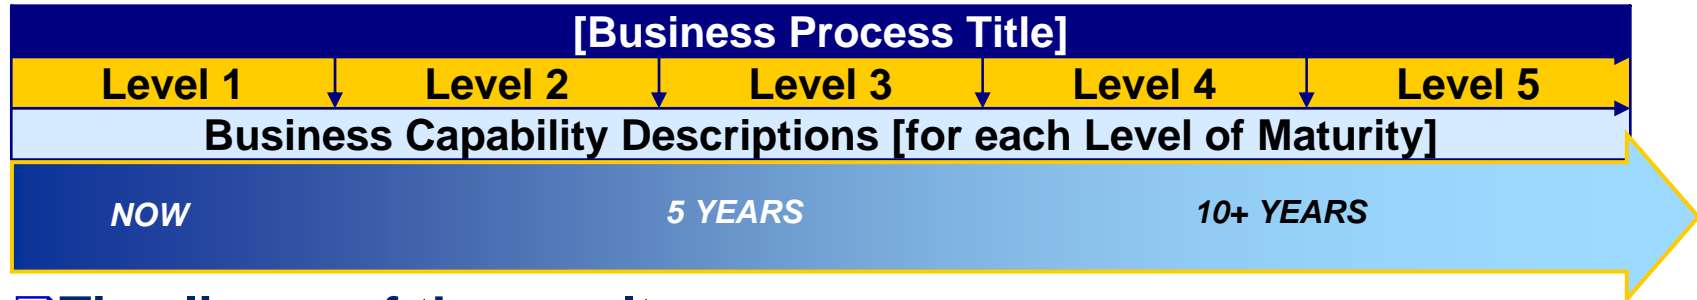 [Business Process Title]
Level 1 Level 2 Level 3 Level 4 Level 5
Business Capability Descriptions [for each Level of Maturity]
NOW 5 YEARS 10+ YEARS